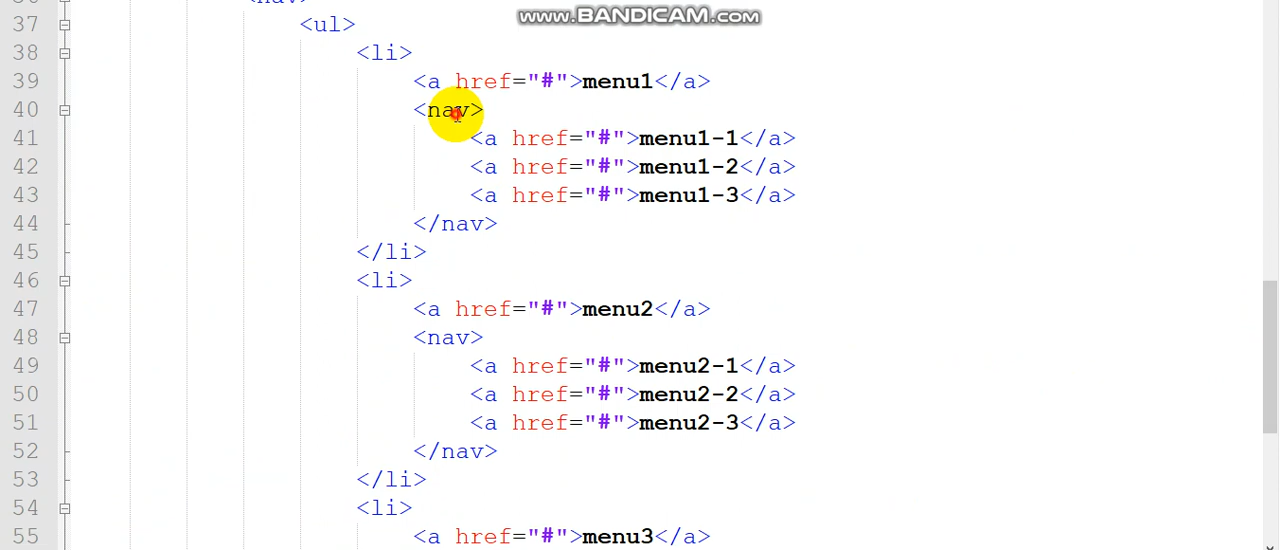 www.BANDICAM.com
37 <ul>
38 <li>
39 <a href="#">menu1</a>
40 <nav>
41 <a href="#">menu1-1</a>
42 <a href="#">menu1-2</a>
43 <a href="#">menu1-3</a>
44 </nav>
45 </li>
46 <li>
47 <a href="#">menu2</a>
48 <nav>
49 <a href="#">menu2-1</a>
50 <a href="#">menu2-2</a>
51 <a href="#">menu2-3</a>
52 </nav>
53 </li>
54 <li>
55 <a href="#">menu3</a>